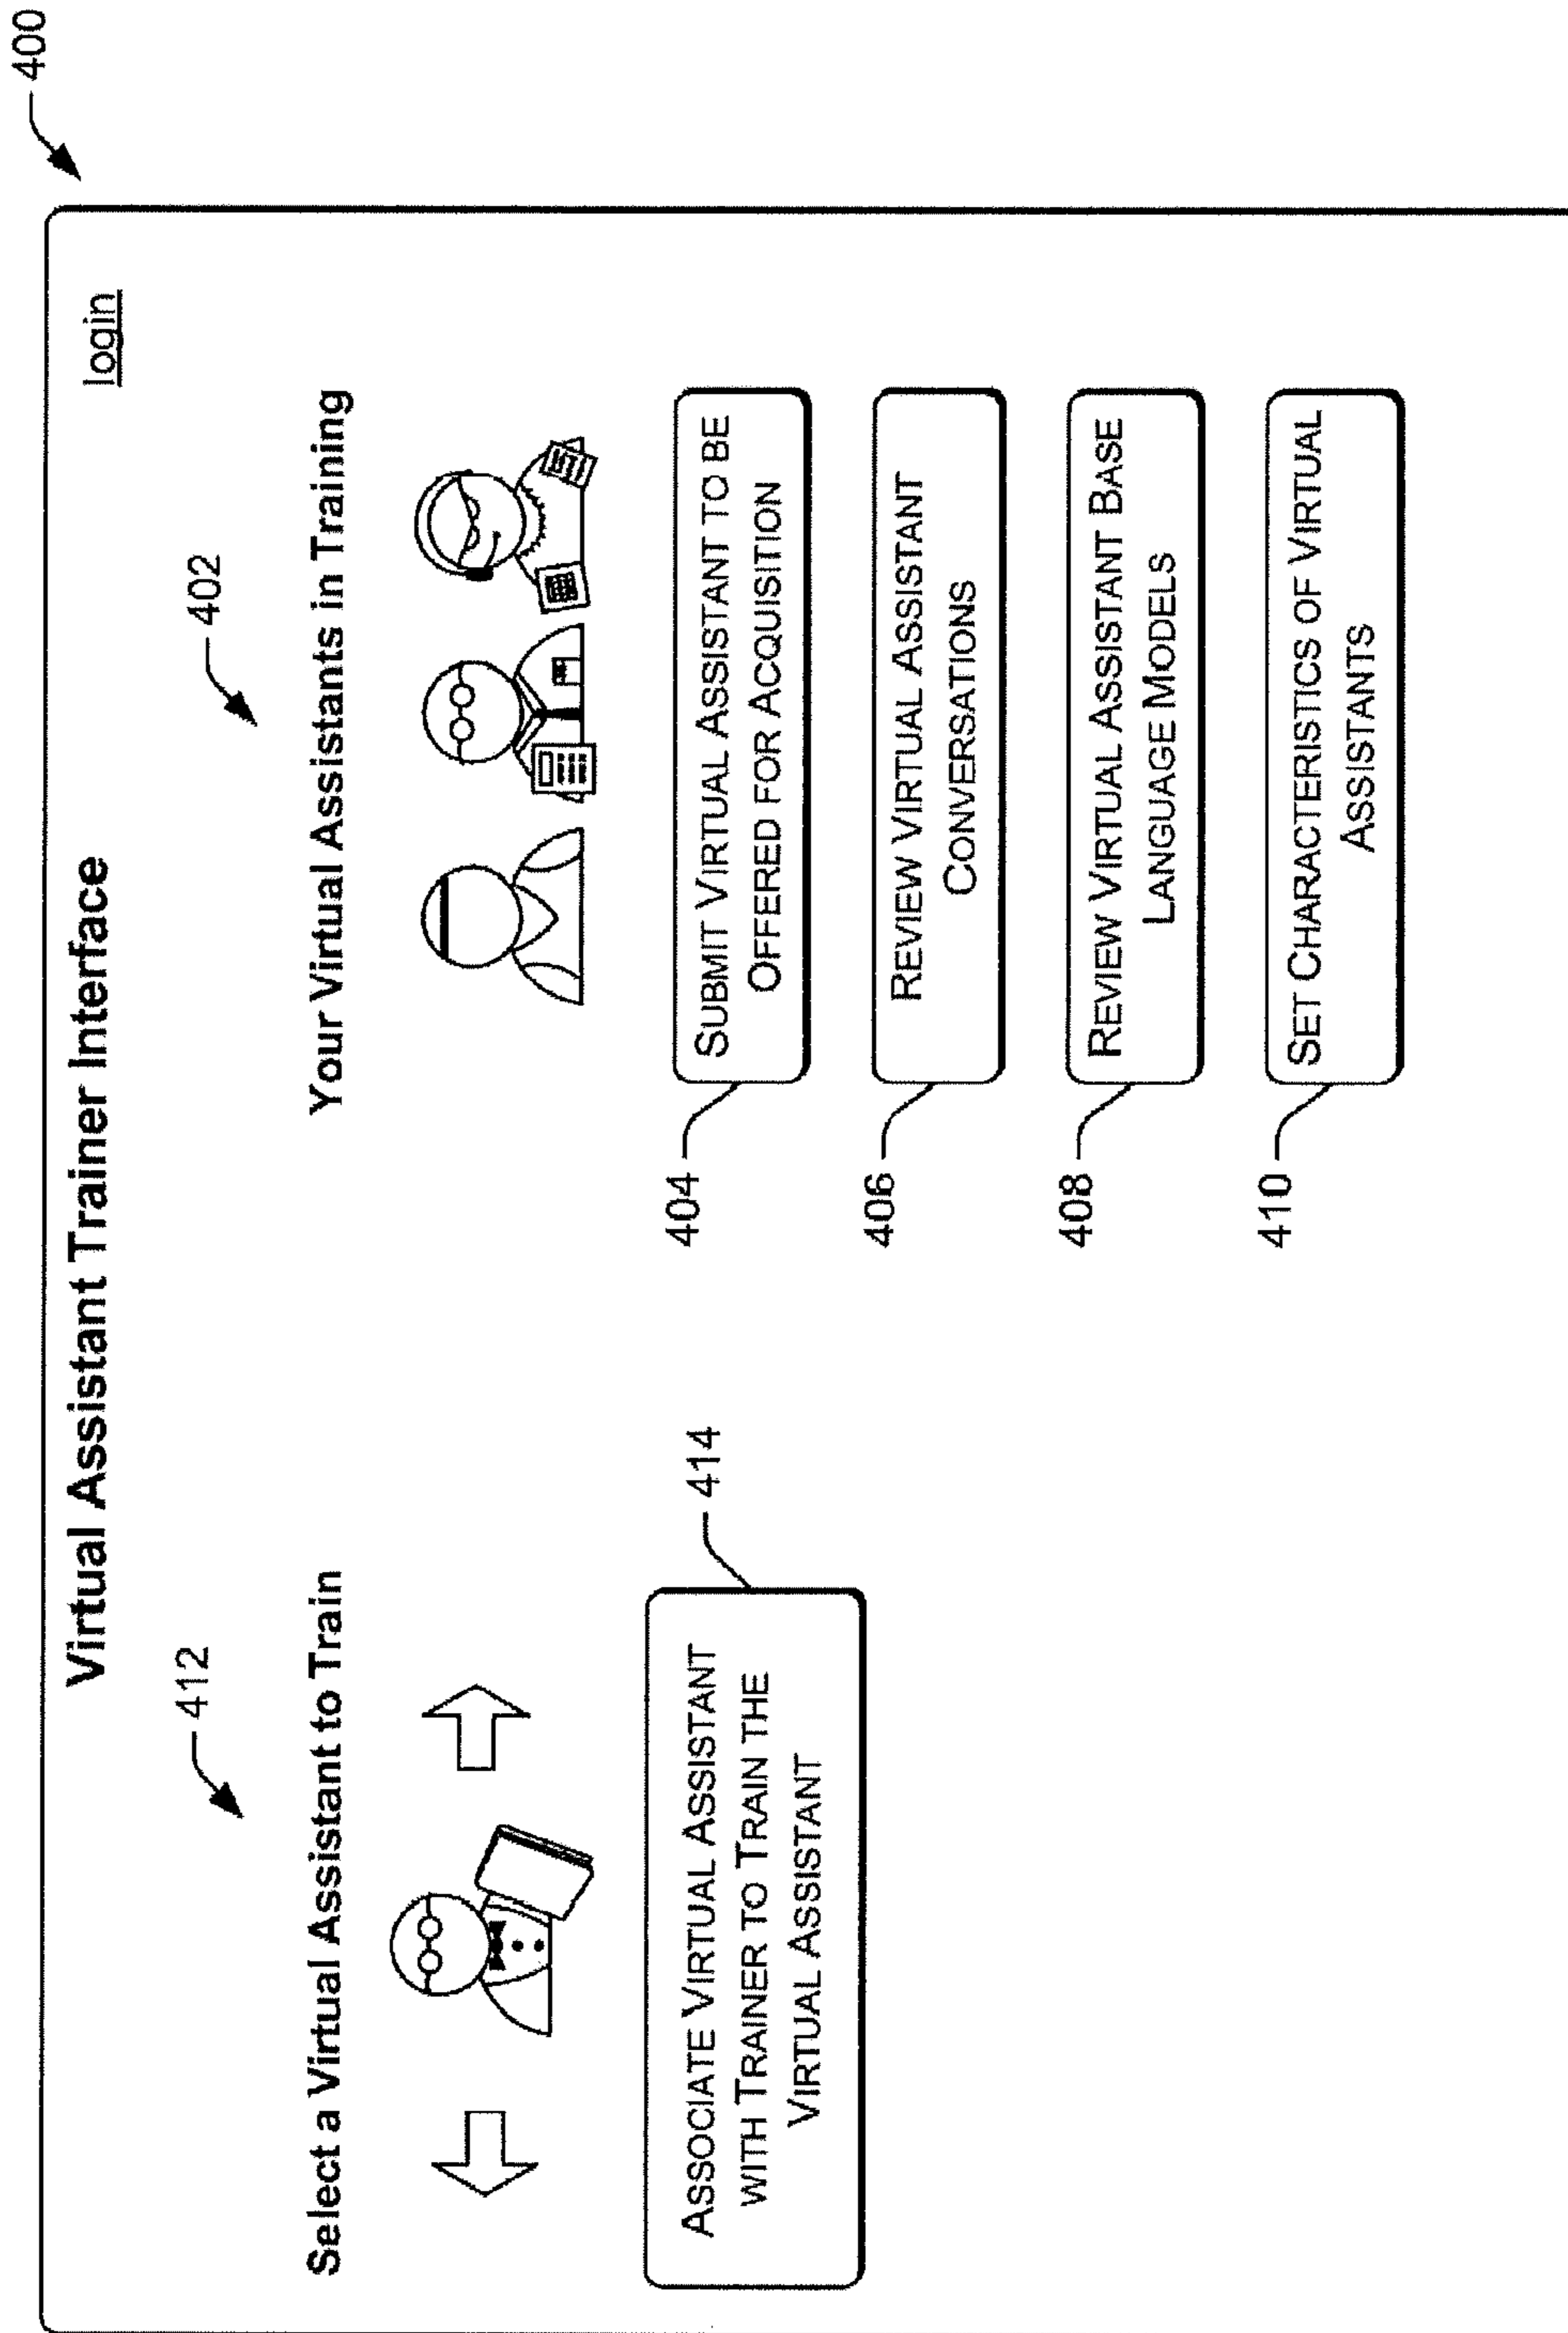 400
Virtual Assistant Trainer Interface
login
412
Select a Virtual Assistant to Train
ASSOCIATE VIRTUAL ASSISTANT
WITH TRAINER TO TRAIN THE
VIRTUAL ASSISTANT
414
402
Your Virtual Assistants in Training
404
SUBMIT VIRTUAL ASSISTANT TO BE
OFFERED FOR ACQUISITION
406
REVIEW VIRTUAL ASSISTANT
CONVERSATIONS
408
REVIEW VIRTUAL ASSISTANT BASE
LANGUAGE MODELS
410
SET CHARACTERISTICS OF VIRTUAL
ASSISTANTS